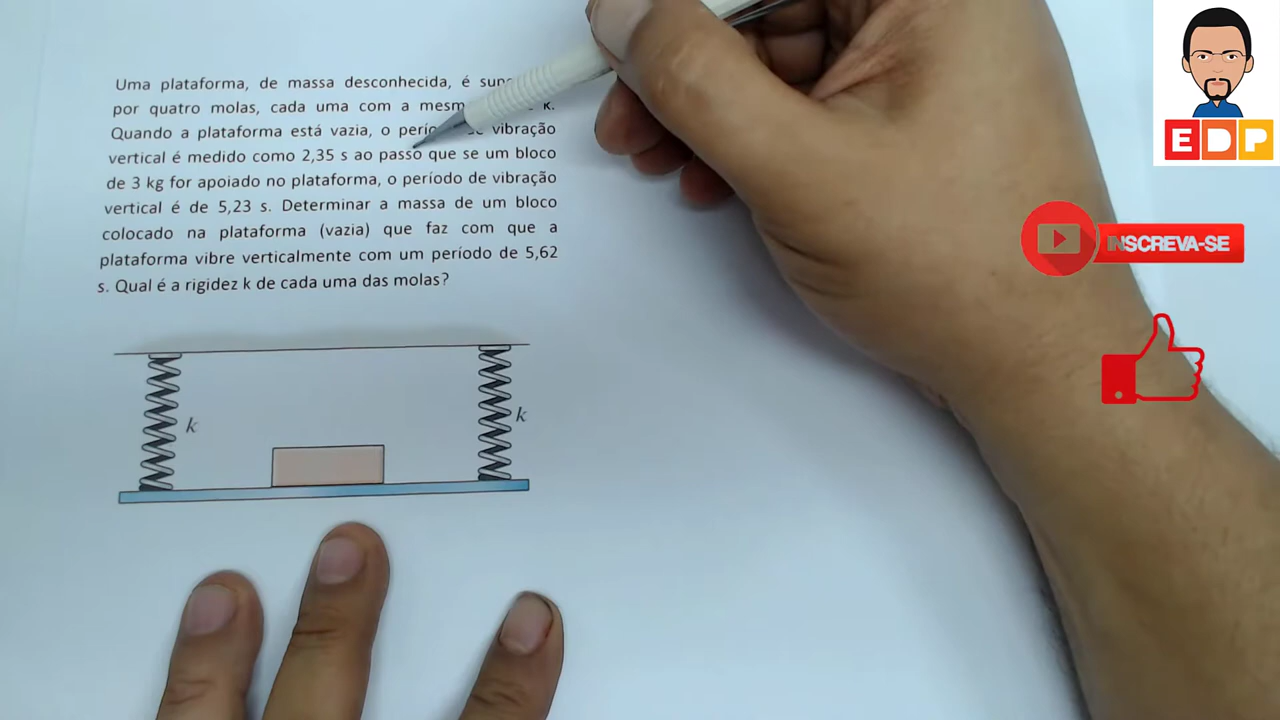 Uma plataforma, de massa desconhecida, é
por quatro molas, cada uma com a k.
Quando a plataforma está vazia, o vibração
vertical é medido como 2,35 s ao passo que se um bloco
de 3 kg for apoiado no plataforma, o período de vibração
vertical é de 5,23 s. Determinar a massa de um bloco
colocado na plataforma (vazia) que faz com que a
plataforma vibre verticalmente com um período de 5,62
s. Qual é a rigidez k de cada uma das molas?
k
k
EDP
INSCREVA-SE